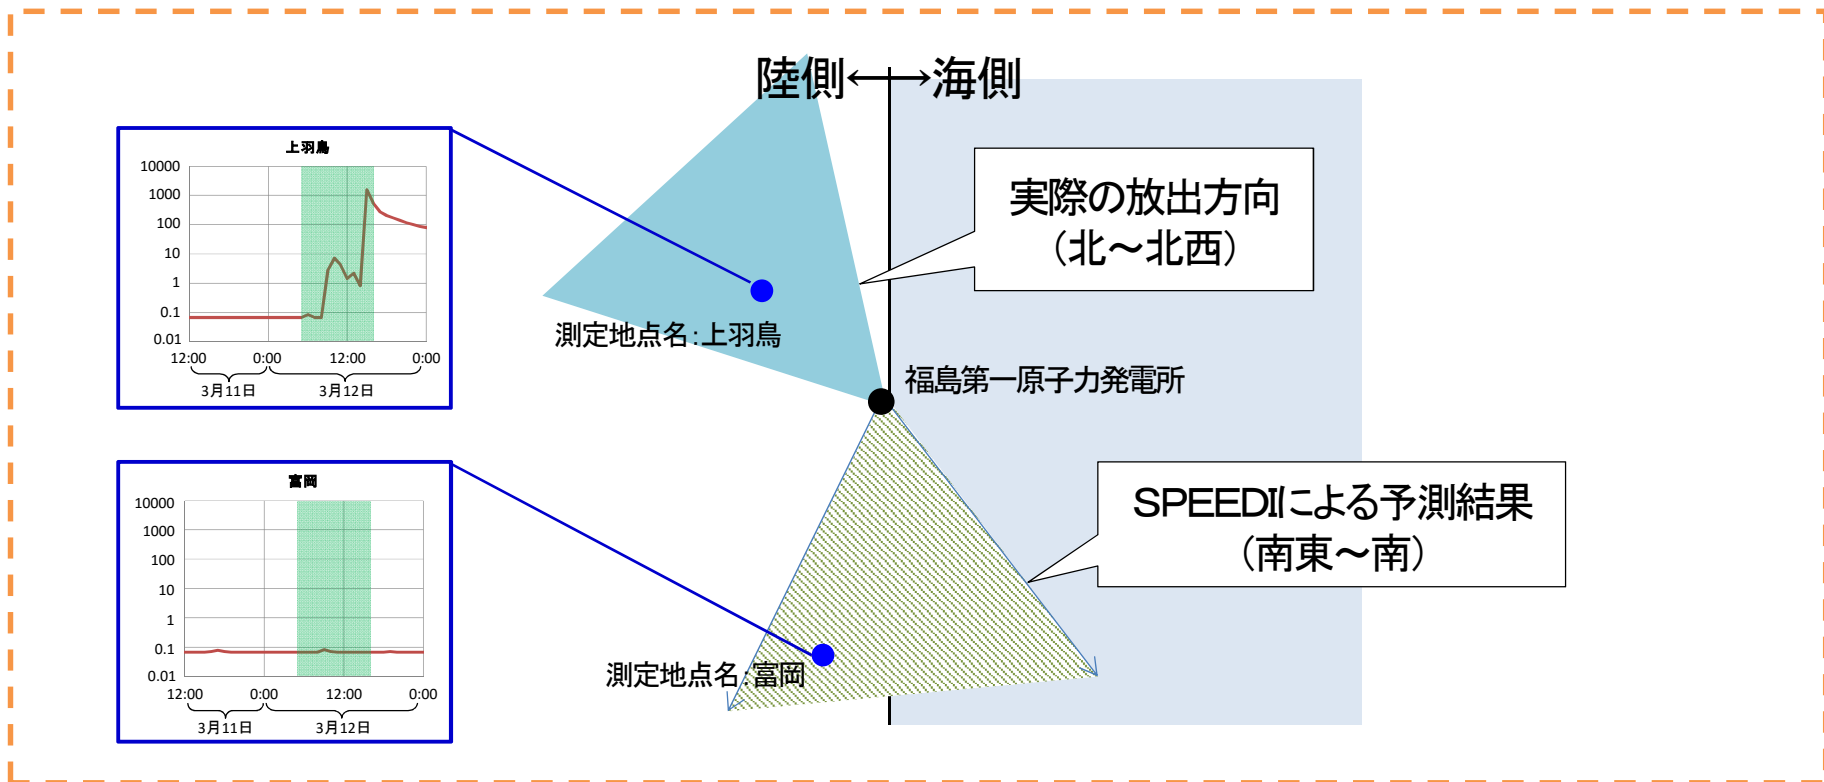 陸側←→海側
上羽鳥
10000
1000
100
10
1
0.1
0.01
12:00 0:00 12:00 0:00
3月11日 3月12日
実際の放出方向
(北～北西)
測定地点名:上羽鳥
福島第一原子力発電所
富岡
10000
1000
100
10
1
0.1
0.01
12:00 0:00 12:00 0:00
3月11日 3月12日
SPEEDIによる予測結果
(南東～南)
測定地点名:富岡